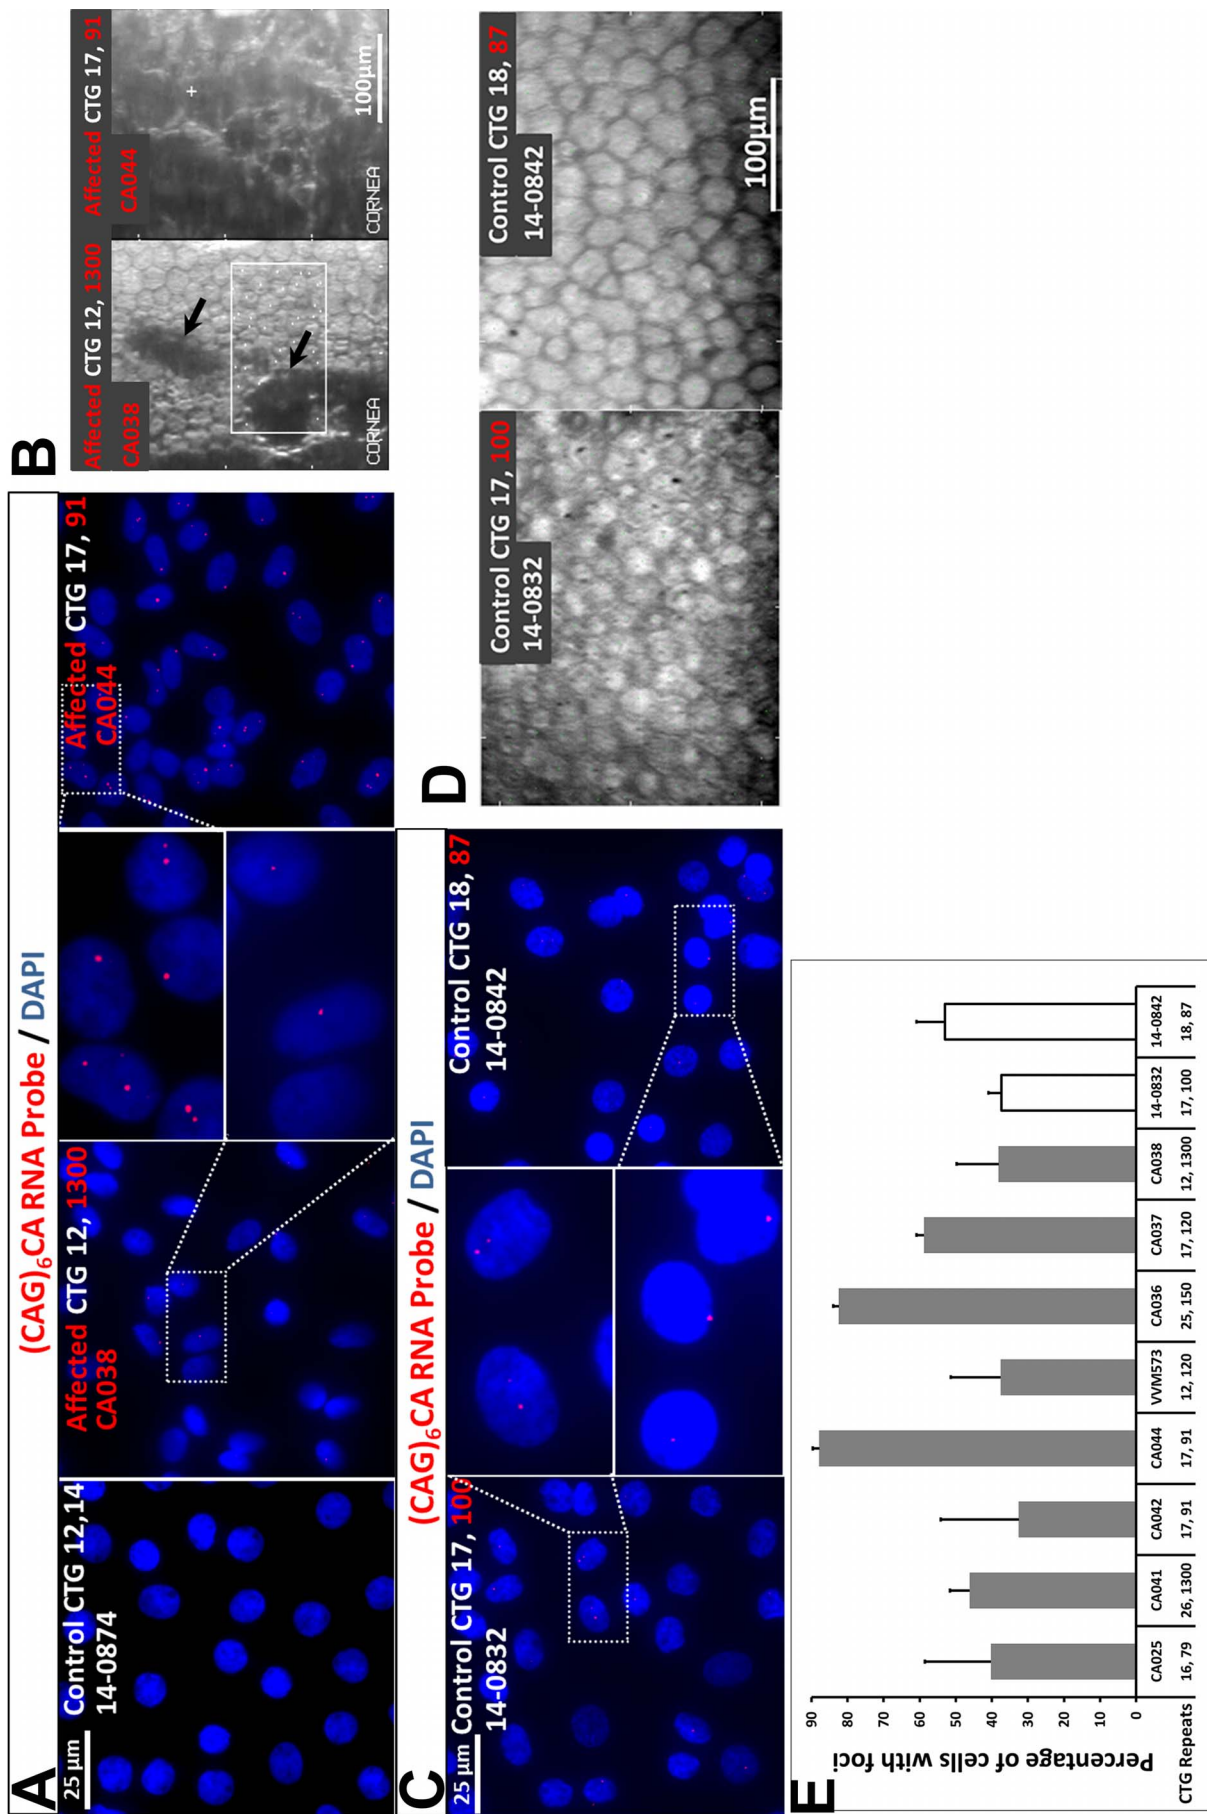 A
(CAG)6CA RNA Probe / DAPI
25 µm
Control CTG 12,14
14-0874
Affected CTG 12, 1300
CA038
Affected CTG 17, 91
CA044
B
Affected CTG 12, 1300
CA038
CORNEA
Affected CTG 17, 91
CA044
+
100µm
CORNEA
C
(CAG)6CA RNA Probe / DAPI
25 µm
Control CTG 17, 100
14-0832
Control CTG 18, 87
14-0842
D
Control CTG 17, 100
14-0832
Control CTG 18, 87
14-0842
100µm
E
Percentage of cells with foci
90
80
70
60
50
40
30
20
10
0
CA025 CA041 CA042 CA044 VVM573 CA036 CA037 CA038 14-0832 14-0842
CTG Repeats 16, 79 26, 1300 17, 91 17, 91 12, 120 25, 150 17, 120 12, 1300 17, 100 18, 87